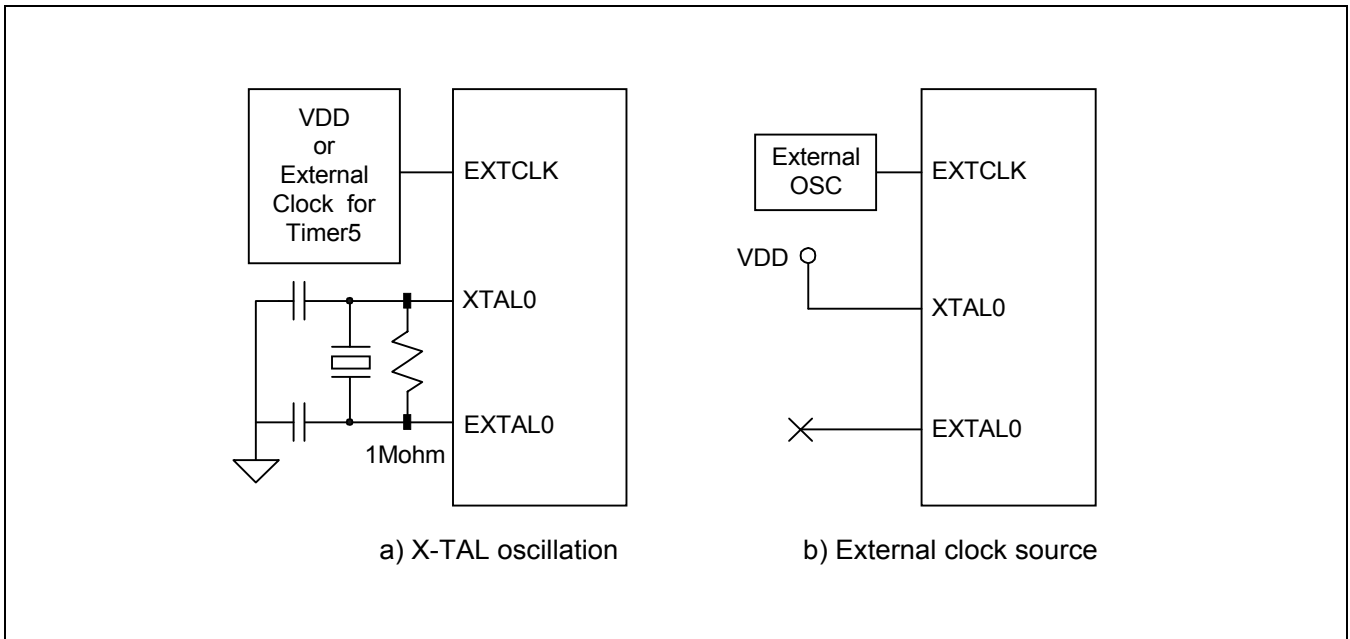 VDD
or
External
Clock for
Timer5
EXTCLK
XTAL0
EXTAL0
1Mohm
a) X-TAL oscillation
External
OSC
EXTCLK
VDD
XTAL0
EXTAL0
b) External clock source